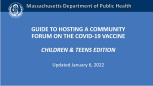 Massachusetts Department of Public Health
GUIDE TO HOSTING A COMMUNITY
FORUM ON THE COVID-19 VACCINE
CHILDREN & TEENS EDITION
Updated January 6, 2022